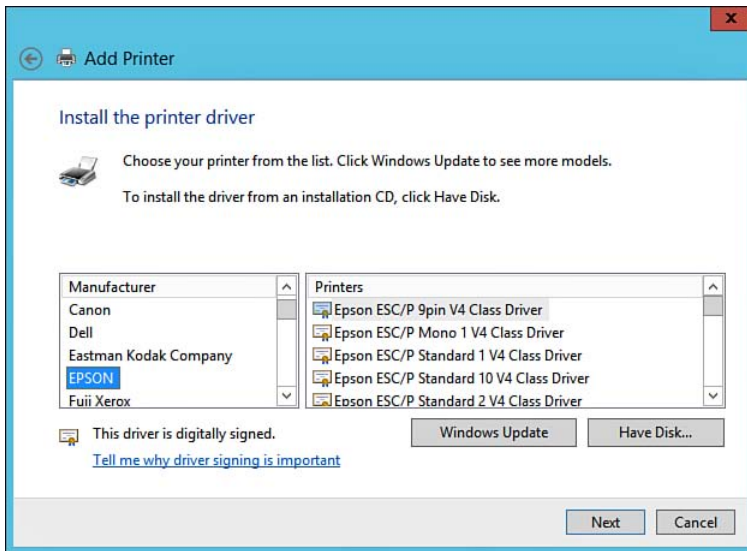 x
Add Printer
Install the printer driver
Choose your printer from the list. Click Windows Update to see more models.
To install the driver from an installation CD, click Have Disk.
Manufacturer
Canon
Dell
Eastman Kodak Company
EPSON
Fuji Xerox
Printers
Epson ESC/P 9pin V4 Class Driver
Epson ESC/P Mono 1 V4 Class Driver
Epson ESC/P Standard 1 V4 Class Driver
Epson ESC/P Standard 10 V4 Class Driver
Epson ESC/P Standard 2 V4 Class Driver
This driver is digitally signed.
Tell me why driver signing is important
Windows Update
Have Disk...
Next
Cancel